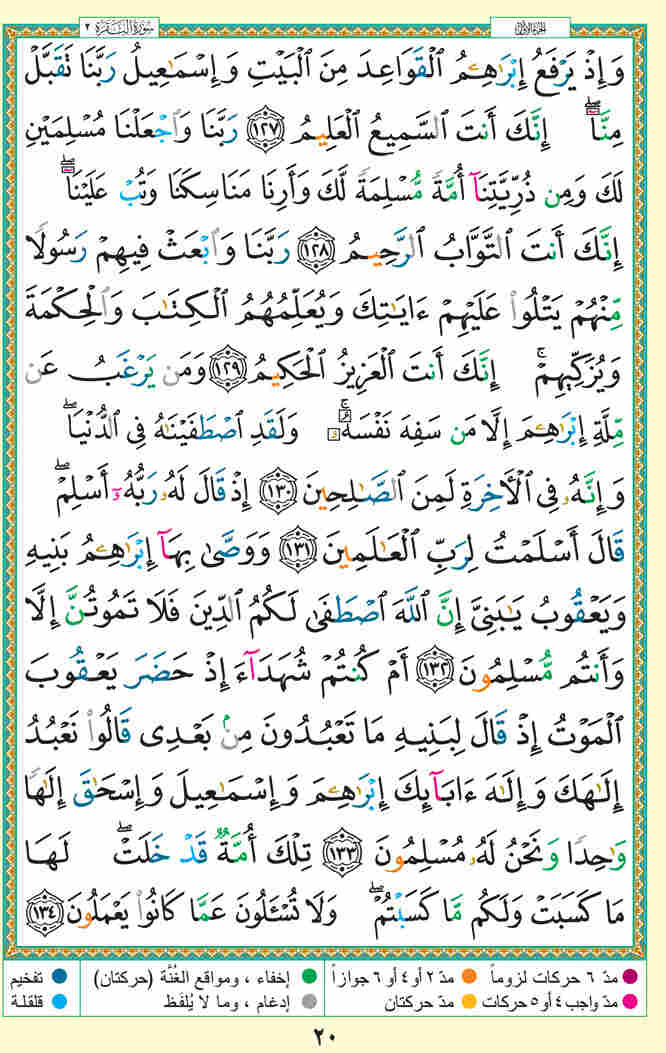 سُورَةُ البَقَرَة ٢
الجزء الأول
وَإِذْ يَرْفَعُ إِبْرَٰهِـۧمُ ٱلْقَوَاعِدَ مِنَ ٱلْبَيْتِ وَإِسْمَـٰعِيلُ رَبَّنَا تَقَبَّلْ
مِنَّآ ۖ إِنَّكَ أَنتَ ٱلسَّمِيعُ ٱلْعَلِيمُ ١٢٧ رَبَّنَا وَٱجْعَلْنَا مُسْلِمَيْنِ
لَكَ وَمِن ذُرِّيَّتِنَآ أُمَّةً مُّسْلِمَةً لَّكَ وَأَرِنَا مَنَاسِكَنَا وَتُبْ عَلَيْنَآ ۖ
إِنَّكَ أَنتَ ٱلتَّوَّابُ ٱلرَّحِيمُ ١٢٨ رَبَّنَا وَٱبْعَثْ فِيهِمْ رَسُولًا
مِّنْهُمْ يَتْلُوا۟ عَلَيْهِمْ ءَايَـٰتِكَ وَيُعَلِّمُهُمُ ٱلْكِتَـٰبَ وَٱلْحِكْمَةَ
وَيُزَكِّيهِمْ ۚ إِنَّكَ أَنتَ ٱلْعَزِيزُ ٱلْحَكِيمُ ١٢٩ وَمَن يَرْغَبُ عَن
مِّلَّةِ إِبْرَٰهِـۧمَ إِلَّا مَن سَفِهَ نَفْسَهُۥ ۚ وَلَقَدِ ٱصْطَفَيْنَـٰهُ فِى ٱلدُّنْيَا ۖ
وَإِنَّهُۥ فِى ٱلْـَٔاخِرَةِ لَمِنَ ٱلصَّـٰلِحِينَ ١٣٠ إِذْ قَالَ لَهُۥ رَبُّهُۥٓ أَسْلِمْ ۖ
قَالَ أَسْلَمْتُ لِرَبِّ ٱلْعَـٰلَمِينَ ١٣١ وَوَصَّىٰ بِهَآ إِبْرَٰهِـۧمُ بَنِيهِ
وَيَعْقُوبُ يَـٰبَنِىَّ إِنَّ ٱللَّهَ ٱصْطَفَىٰ لَكُمُ ٱلدِّينَ فَلَا تَمُوتُنَّ إِلَّا
وَأَنتُم مُّسْلِمُونَ ١٣٢ أَمْ كُنتُمْ شُهَدَآءَ إِذْ حَضَرَ يَعْقُوبَ
ٱلْمَوْتُ إِذْ قَالَ لِبَنِيهِ مَا تَعْبُدُونَ مِنۢ بَعْدِى قَالُوا۟ نَعْبُدُ
إِلَـٰهَكَ وَإِلَـٰهَ ءَابَآئِكَ إِبْرَٰهِـۧمَ وَإِسْمَـٰعِيلَ وَإِسْحَـٰقَ إِلَـٰهًا
وَٰحِدًا وَنَحْنُ لَهُۥ مُسْلِمُونَ ١٣٣ تِلْكَ أُمَّةٌ قَدْ خَلَتْ ۖ لَهَا
مَا كَسَبَتْ وَلَكُم مَّا كَسَبْتُمْ ۖ وَلَا تُسْـَٔلُونَ عَمَّا كَانُوا۟ يَعْمَلُونَ ١٣٤
مدّ ٦ حركات لزوماً مدّ ٢ أو ٤ أو ٦ جوازاً إخفاء ، ومواقع الغُنَّة (حركتان) تفخيم
مدّ واجب ٤ أو ٥ حركات مدّ حركتان إدغام ، وما لا يُلفَظ قلقلة
٢٠